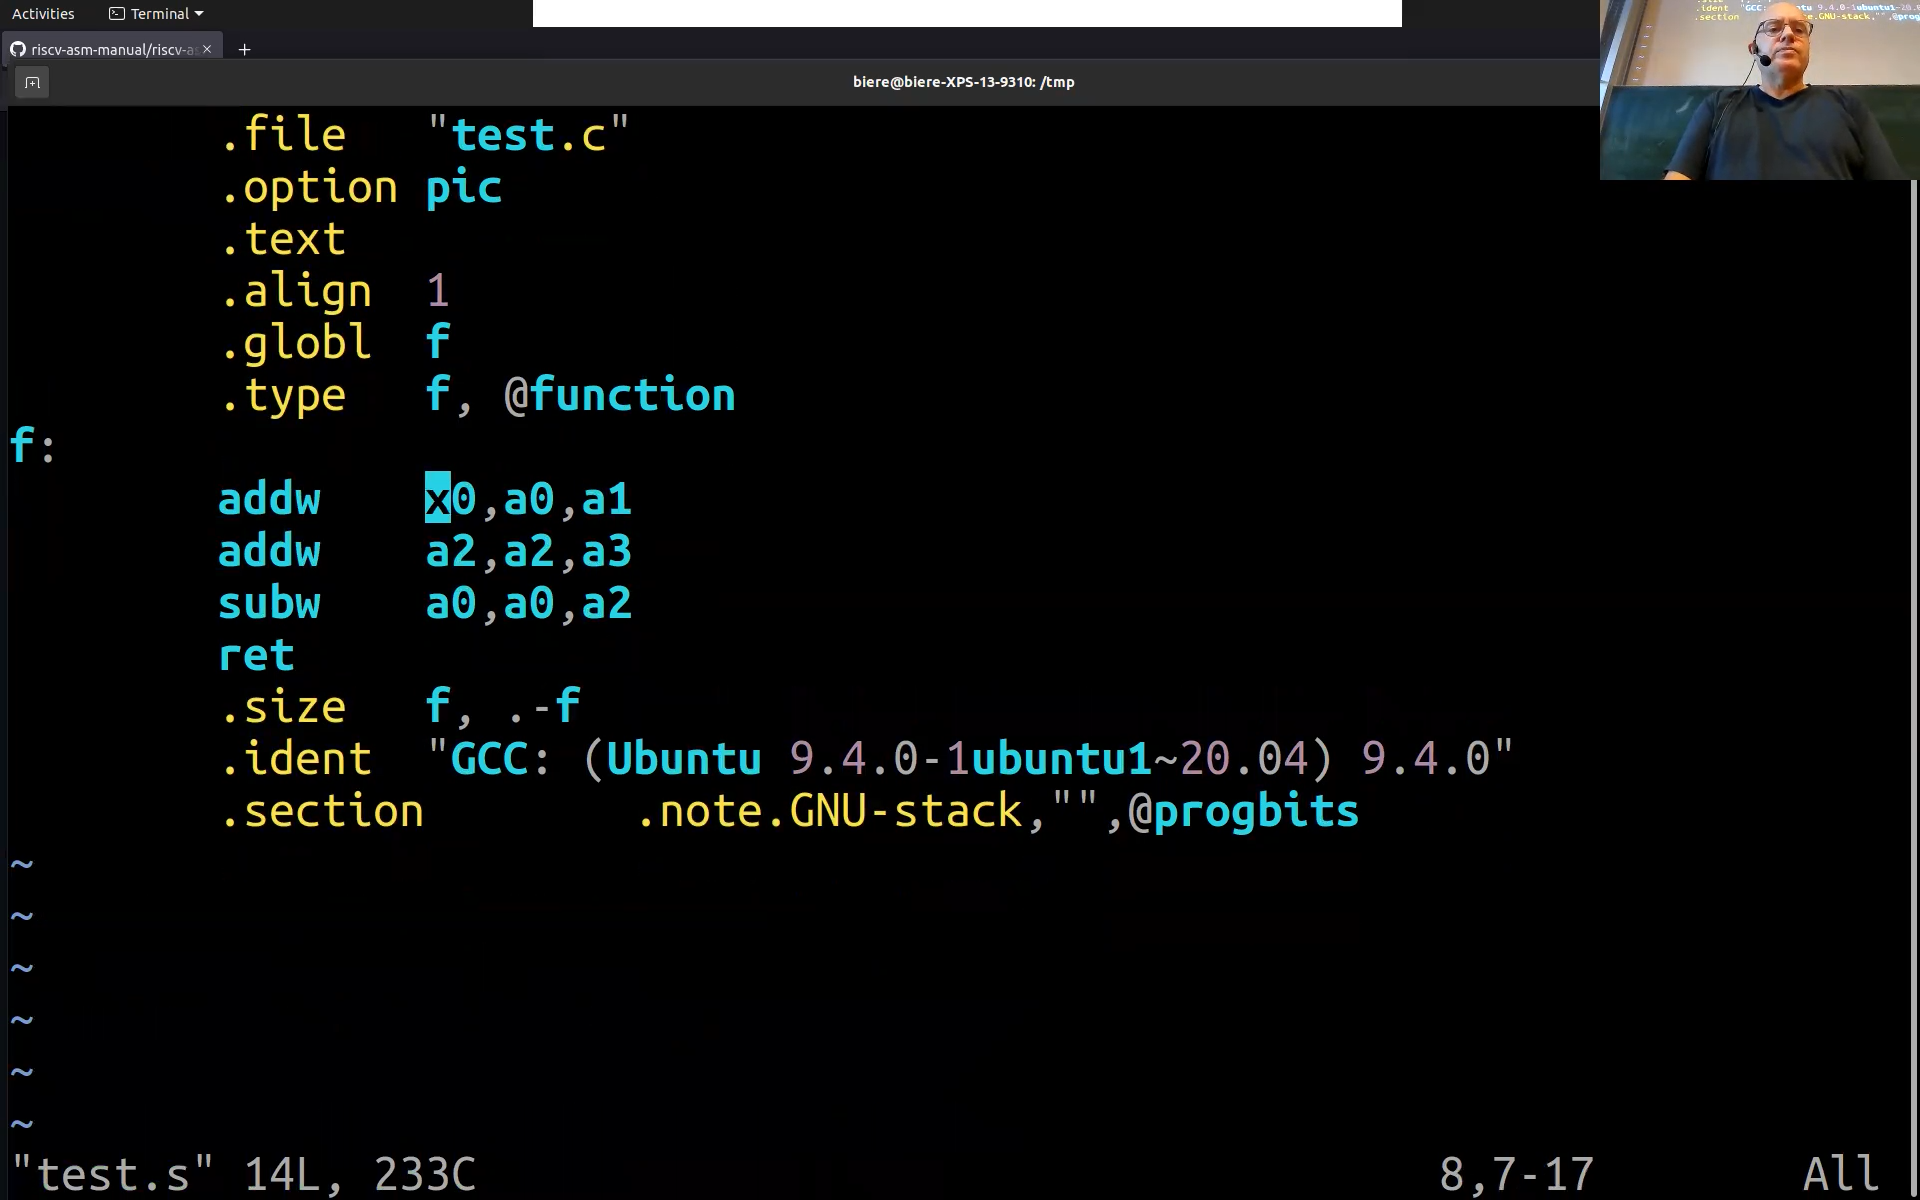 Activities Terminal
riscv-asm-manual/riscv-a
biere@biere-XPS-13-9310: /tmp
.file "test.c"
.option pic
.text
.align 1
.globl f
.type f, @function
f:
addw x0,a0,a1
addw a2,a2,a3
subw a0,a0,a2
ret
.size f, .-f
.ident "GCC: (Ubuntu 9.4.0-1ubuntu1~20.04) 9.4.0"
.section .note.GNU-stack,"",@progbits
~
~
~
~
~
~
"test.s" 14L, 233C 8,7-17 All